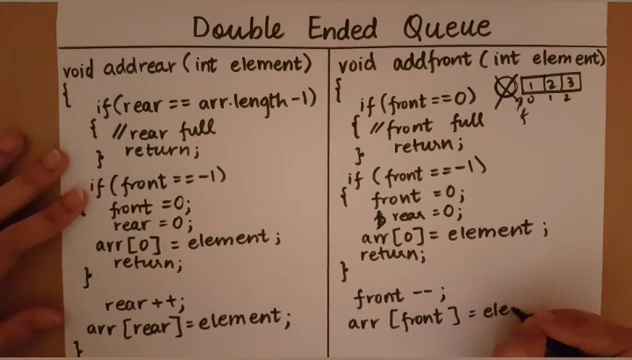 Double Ended Queue
void addrear (int element)
{
if(rear == arr.length-1)
{ //rear full
return;
}
if (front == -1)
{
front = 0;
rear = 0;
arr[0] = element;
return;
}
rear ++;
arr [rear] = element;
}
void addfront (int element)
{
if (front == 0)
{ //front full
return;
}
if (front == -1)
{ front = 0;
rear = 0;
arr[0] = element ;
return;
}
front -- ;
arr [front ] = ele
1 2 3
0 1 2
f